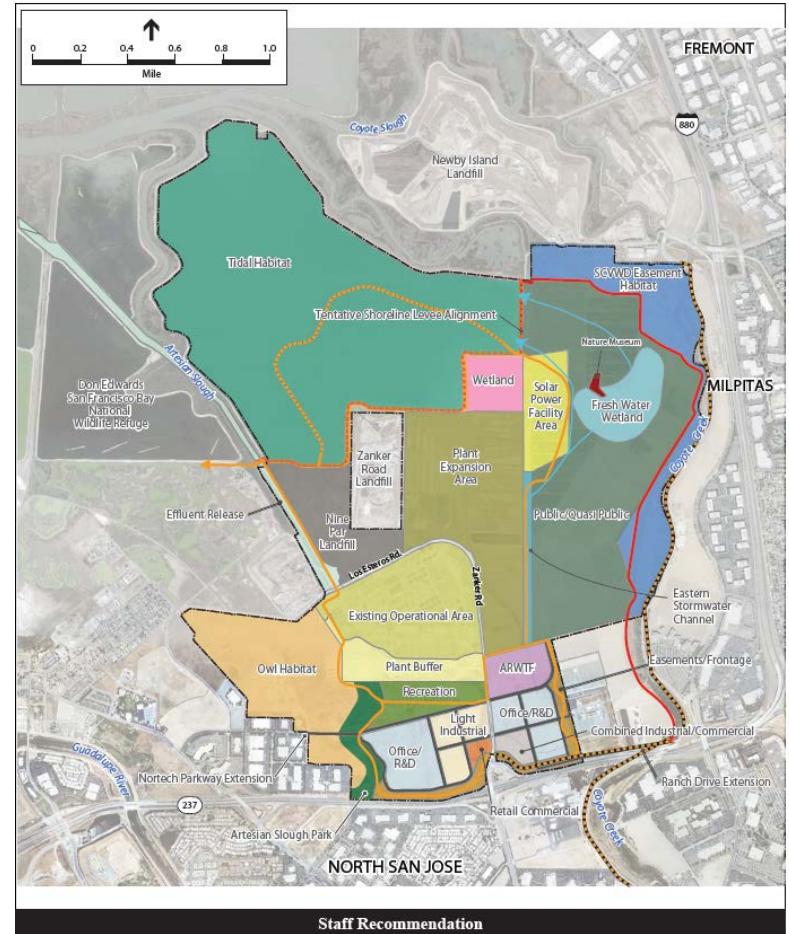 0
0.2
0.4
0.6
0.8
1.0
Mile
FREMONT
880
Coyote Slough
Newby Island
Landfill
Tidal Habitat
SCVWD Easement
Habitat
Tentative Shoreline Levee Alignment
Nature Museum
Artesian Slough
Don Edwards
San Francisco Bay
National
Wildlife Refuge
Wetland
Solar
Power
Facility
Area
Fresh Water
Wetland
MILPITAS
Coyote Creek
Zanker
Road
Landfill
Plant
Expansion
Area
Effluent Release
Nine
Par
Landfill
Public/Quasi Public
Los Esteros Rd.
Zanker Rd
Eastern
Stormwater
Channel
Existing Operational Area
Owl Habitat
Plant Buffer
ARWTF
Easements/Frontage
Recreation
Light
Industrial
Office/R&D
Office/
R&D
Combined Industrial/Commercial
Guadalupe River
Nortech Parkway Extension
Ranch Drive Extension
237
Retail Commercial
Coyote Creek
Artesian Slough Park
NORTH SAN JOSE
Staff Recommendation